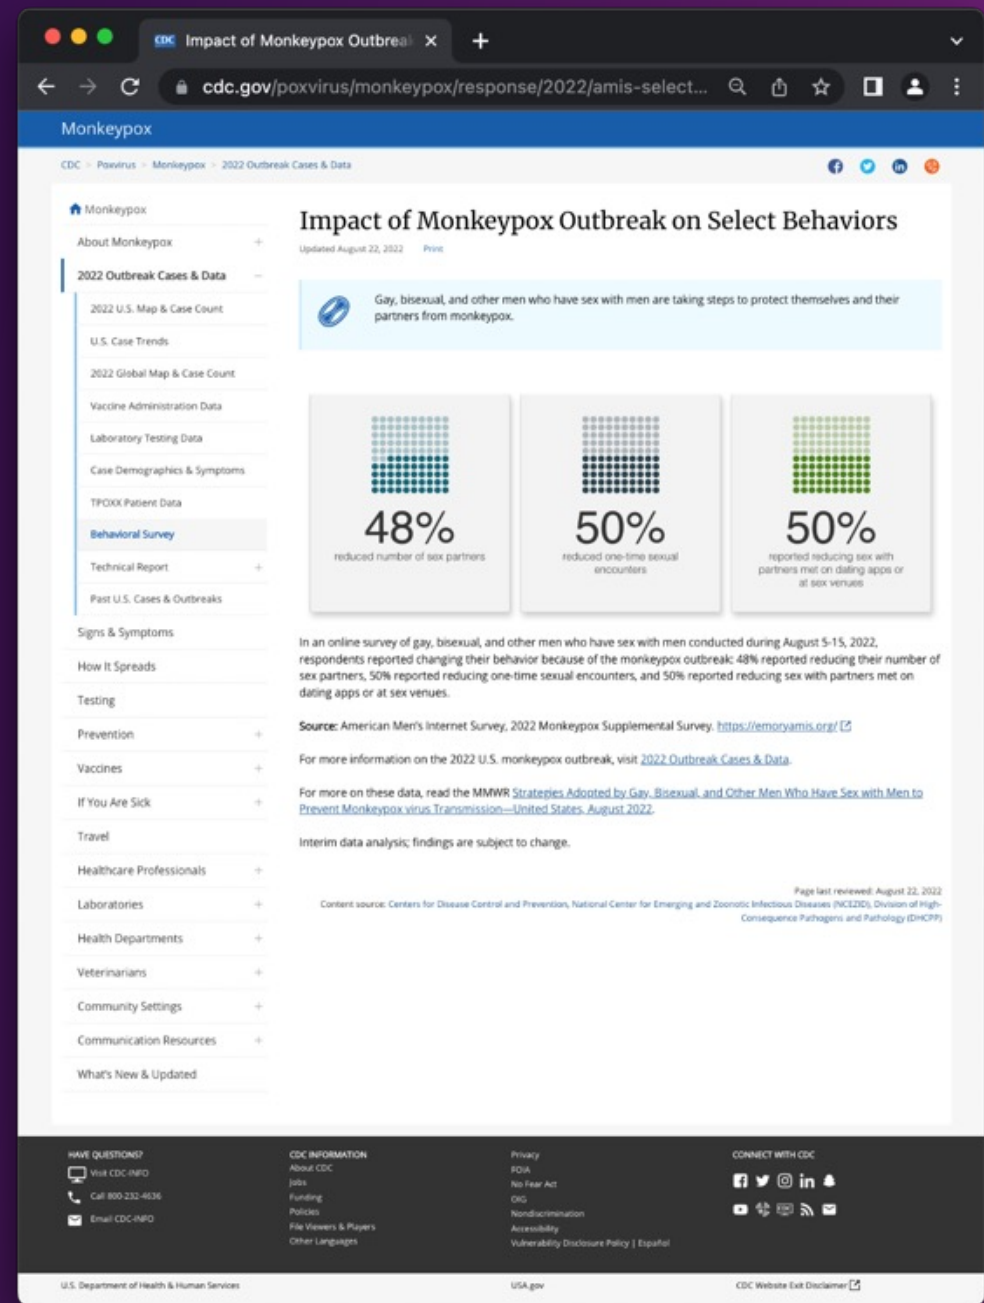 CDC Impact of Monkeypox Outbrea
cdc.gov/poxvirus/monkeypox/response/2022/amis-select...
Monkeypox
CDC > Poxvirus > Monkeypox > 2022 Outbreak Cases & Data
Monkeypox
About Monkeypox
2022 Outbreak Cases & Data
2022 U.S. Map & Case Count
U.S. Case Trends
2022 Global Map & Case Count
Vaccine Administration Data
Laboratory Testing Data
Case Demographics & Symptoms
TPOXX Patient Data
Behavioral Survey
Technical Report
Past U.S. Cases & Outbreaks
Signs & Symptoms
How It Spreads
Testing
Prevention
Vaccines
If You Are Sick
Travel
Healthcare Professionals
Laboratories
Health Departments
Veterinarians
Community Settings
Communication Resources
What's New & Updated
Impact of Monkeypox Outbreak on Select Behaviors
Updated August 22, 2022 Print
Gay, bisexual, and other men who have sex with men are taking steps to protect themselves and their
partners from monkeypox.
48%
reduced number of sex partners
50%
reduced one-time sexual
encounters
50%
reported reducing sex with
partners met on dating apps or
at sex venues
In an online survey of gay, bisexual, and other men who have sex with men conducted during August 5-15, 2022,
respondents reported changing their behavior because of the monkeypox outbreak: 48% reported reducing their number of
sex partners, 50% reported reducing one-time sexual encounters, and 50% reported reducing sex with partners met on
dating apps or at sex venues.
Source: American Men's Internet Survey, 2022 Monkeypox Supplemental Survey. https://emoryamis.org/
For more information on the 2022 U.S. monkeypox outbreak, visit 2022 Outbreak Cases & Data.
For more on these data, read the MMWR Strategies Adopted by Gay, Bisexual, and Other Men Who Have Sex with Men to
Prevent Monkeypox virus Transmission—United States, August 2022.
Interim data analysis; findings are subject to change.
Page last reviewed: August 22, 2022
Content source: Centers for Disease Control and Prevention, National Center for Emerging and Zoonotic Infectious Diseases (NCEZID), Division of High-
Consequence Pathogens and Pathology (DHCPP)
HAVE QUESTIONS?
Visit CDC-INFO
Call 800-232-4636
Email CDC-INFO
CDC INFORMATION
About CDC
Jobs
Funding
Policies
File Viewers & Players
Other Languages
Privacy
FOIA
No Fear Act
OIG
Nondiscrimination
Accessibility
Vulnerability Disclosure Policy | Español
CONNECT WITH CDC
U.S. Department of Health & Human Services
USA.gov
CDC Website Exit Disclaimer